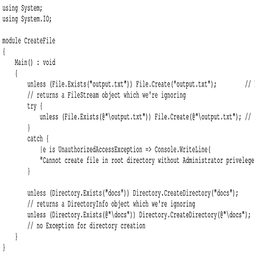 using System;
using System.IO;

module CreateFile
{
    Main() : void
    {
        unless (File.Exists("output.txt")) File.Create("output.txt");          //
        // returns a FileStream object which we're ignoring
        try {
            unless (File.Exists(@"\output.txt")) File.Create(@"\output.txt"); //
        }
        catch {
            |e is UnauthorizedAccessException => Console.WriteLine(
            "Cannot create file in root directory without Administrator privelege
        }

        unless (Directory.Exists("docs")) Directory.CreateDirectory("docs");
        // returns a DirectoryInfo object which we're ignoring
        unless (Directory.Exists(@"\docs")) Directory.CreateDirectory(@"\docs");
        // no Exception for directory creation
    }
}